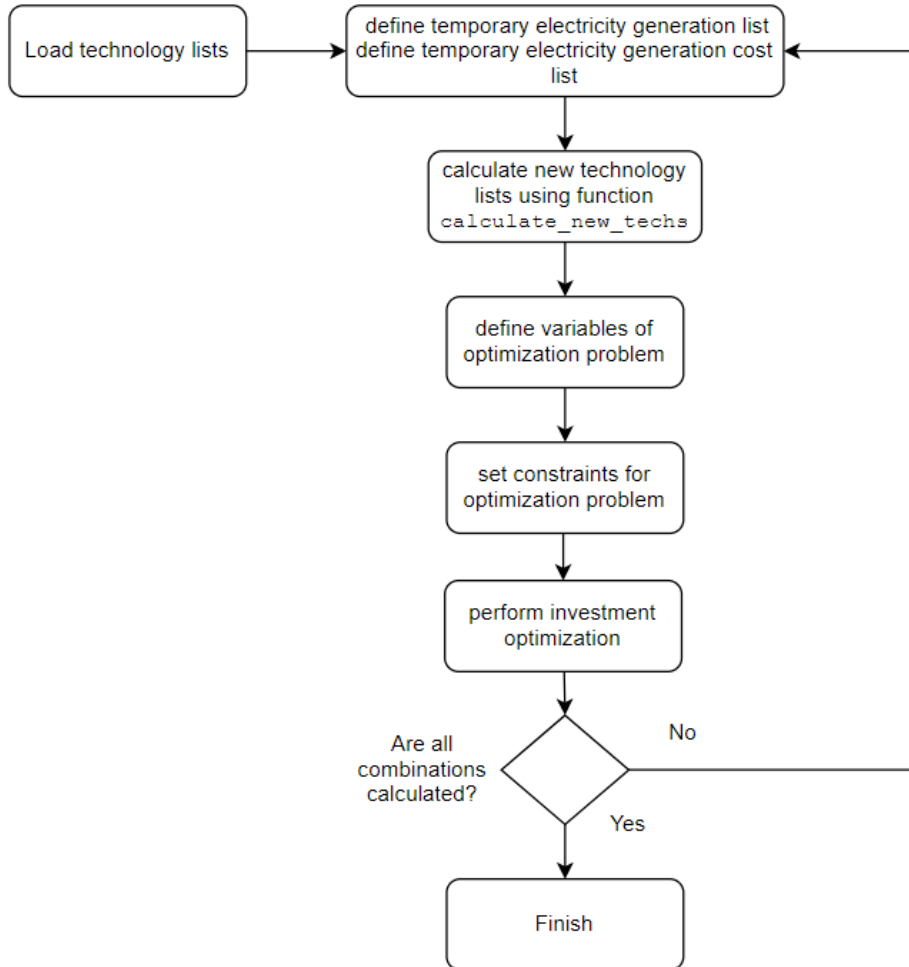 Load technology lists
define temporary electricity generation list
define temporary electricity generation cost
list
calculate new technology
lists using function
calculate_new_techs
define variables of
optimization problem
set constraints for
optimization problem
perform investment
optimization
Are all
combinations
calculated?
No
Yes
Finish